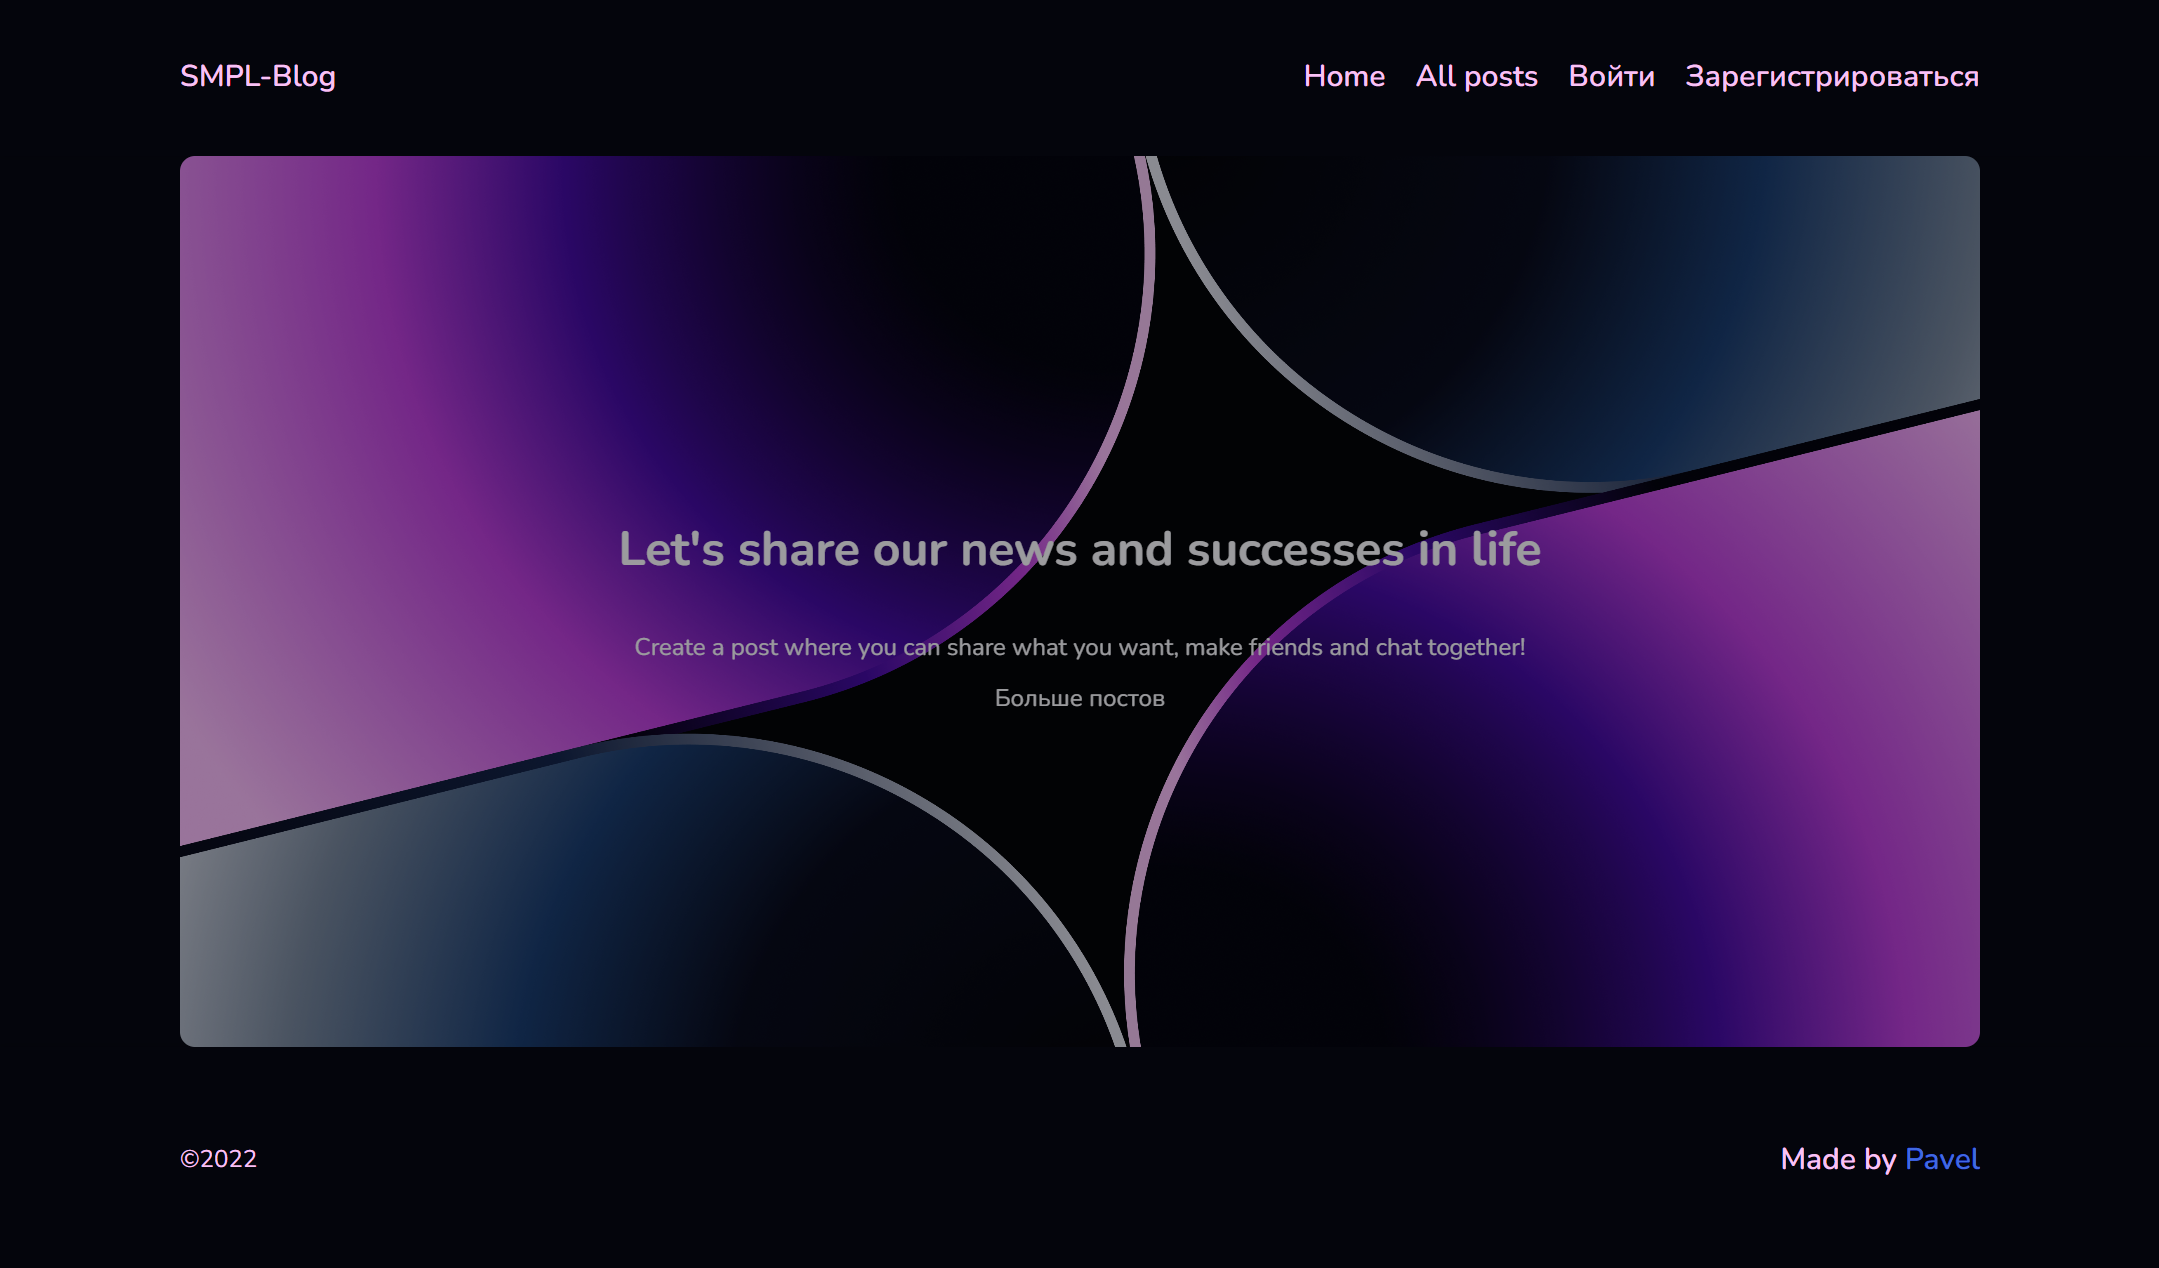 SMPL-Blog
Home All posts Войти Зарегистрироваться
Let's share our news and successes in life
Create a post where you can share what you want, make friends and chat together!
Больше постов
©2022
Made by Pavel